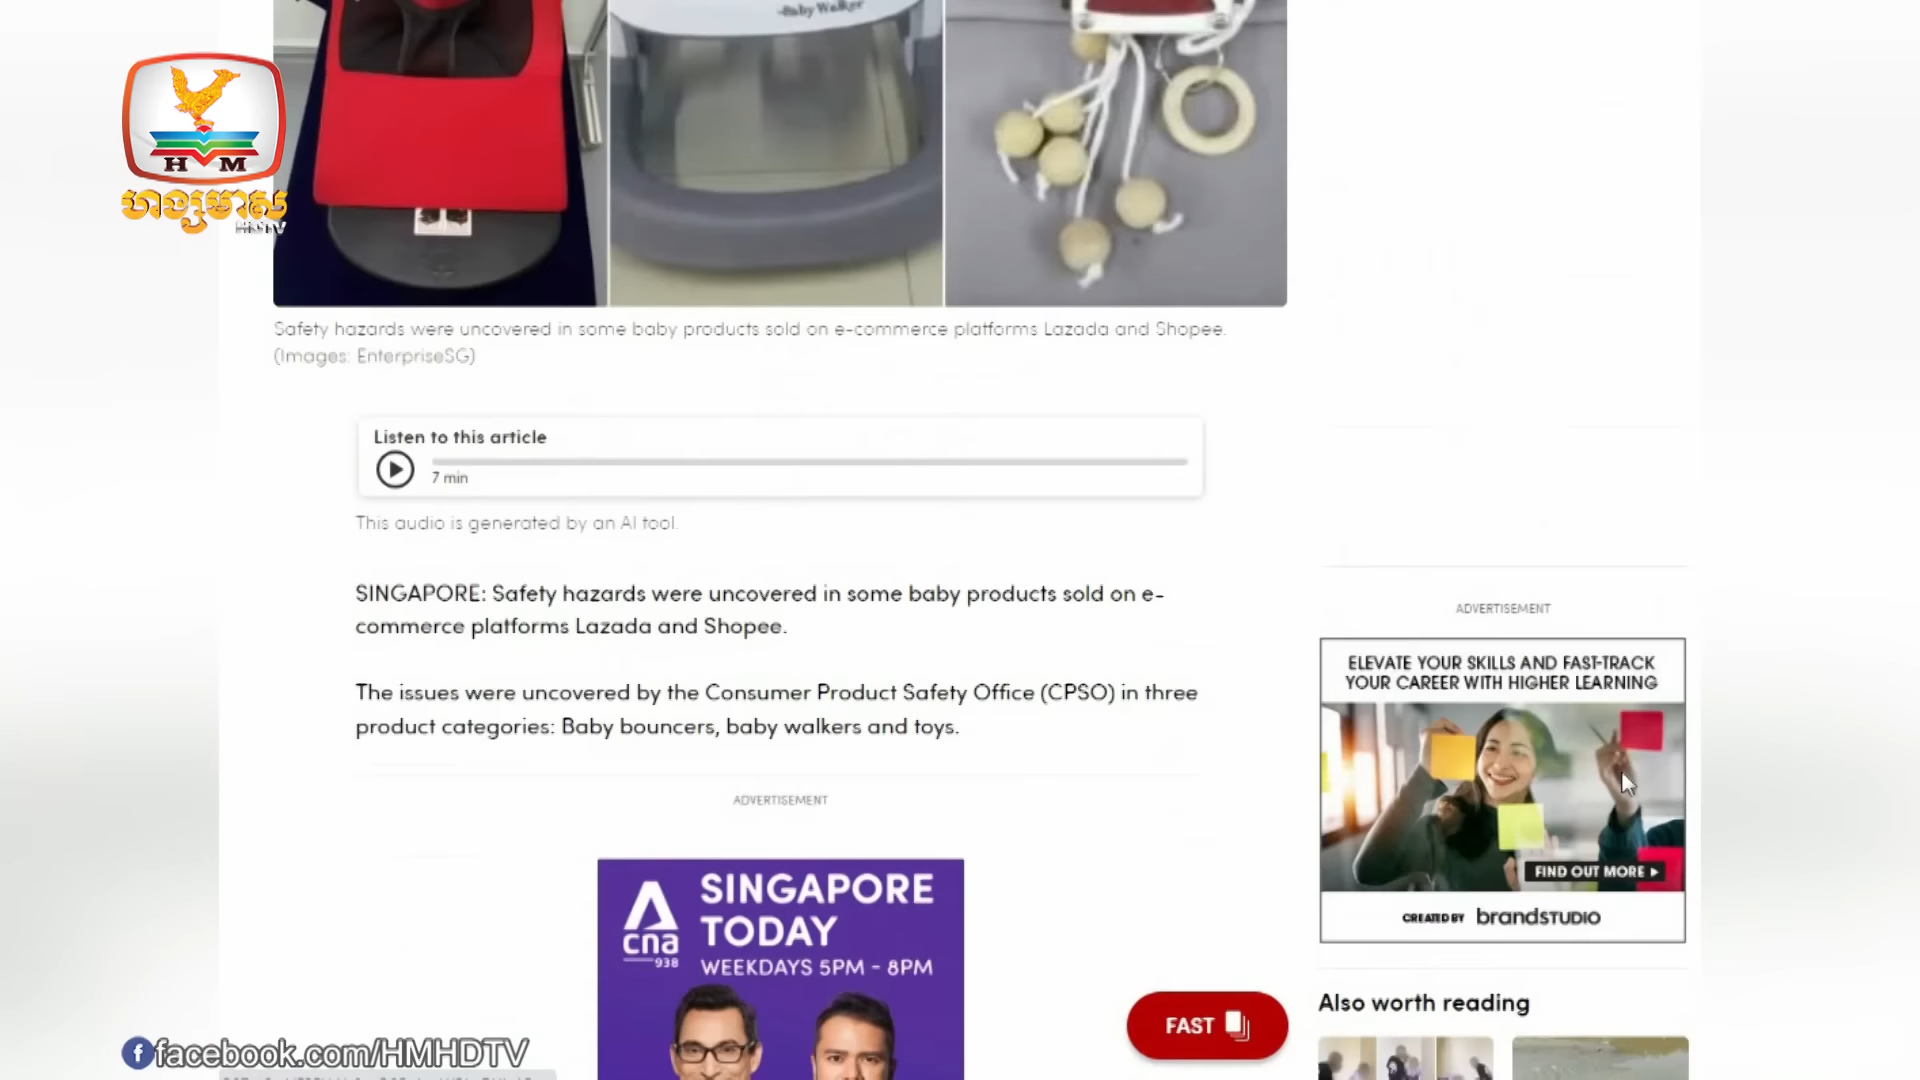 -Baby Walker
H M
ហង្សមាស
HDTV
Safety hazards were uncovered in some baby products sold on e-commerce platforms Lazada and Shopee.
(Images: EnterpriseSG)
Listen to this article
7 min
This audio is generated by an AI tool.
SINGAPORE: Safety hazards were uncovered in some baby products sold on e-
commerce platforms Lazada and Shopee.
The issues were uncovered by the Consumer Product Safety Office (CPSO) in three
product categories: Baby bouncers, baby walkers and toys.
ADVERTISEMENT
SINGAPORE
TODAY
WEEKDAYS 5PM - 8PM
cna
938
ADVERTISEMENT
ELEVATE YOUR SKILLS AND FAST-TRACK
YOUR CAREER WITH HIGHER LEARNING
FIND OUT MORE
CREATED BY brandSTUDIO
FAST
Also worth reading
facebook.com/HMHDTV